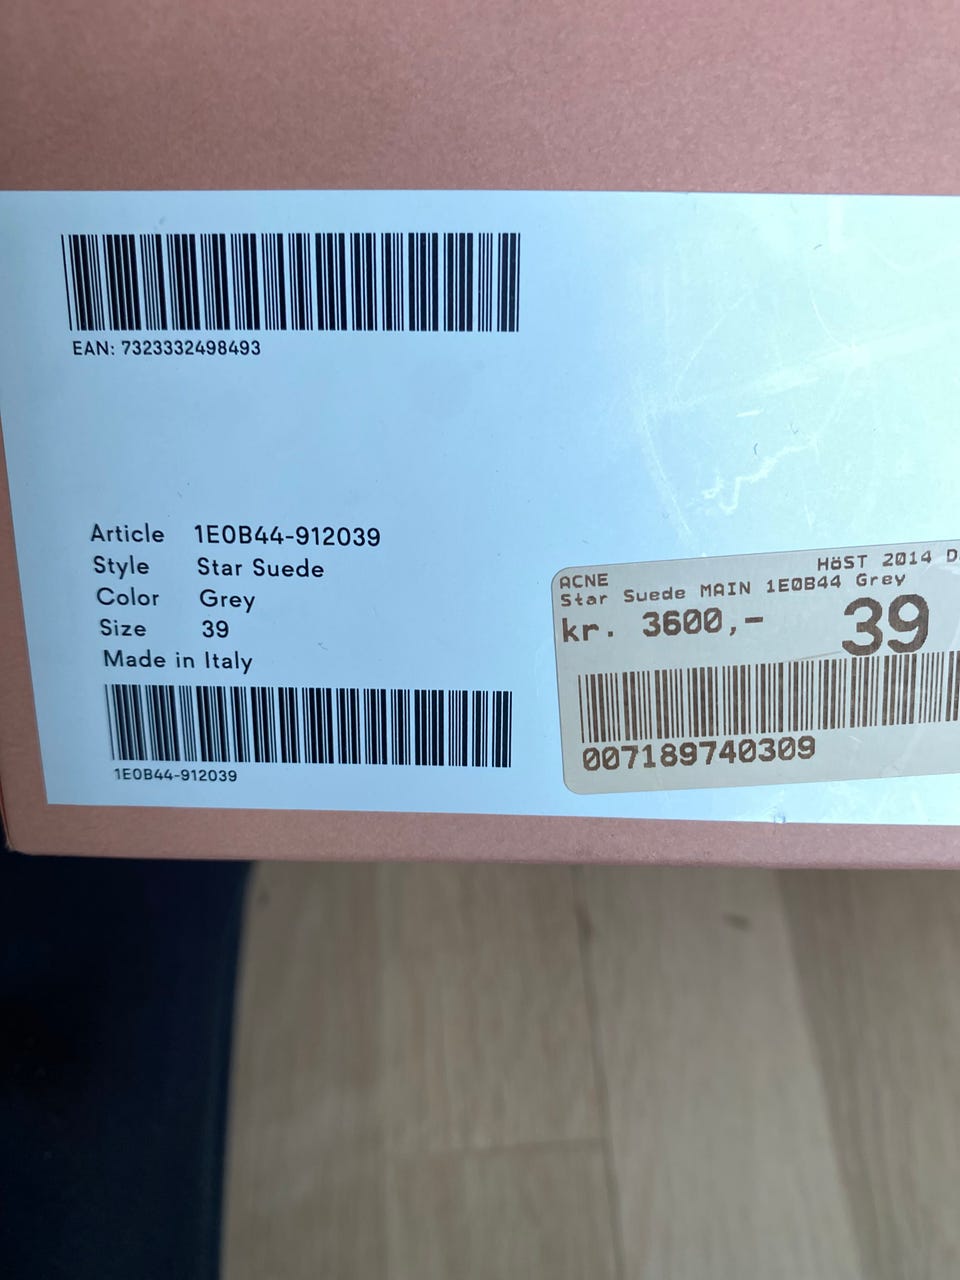 EAN: 7323332498493
Article 1E0B44-912039
Style Star Suede
Color Grey
Size 39
Made in Italy
1E0B44-912039
ACNE HöST 2014 D
Star Suede MAIN 1E0B44 Grey
kr. 3600,- 39
007189740309